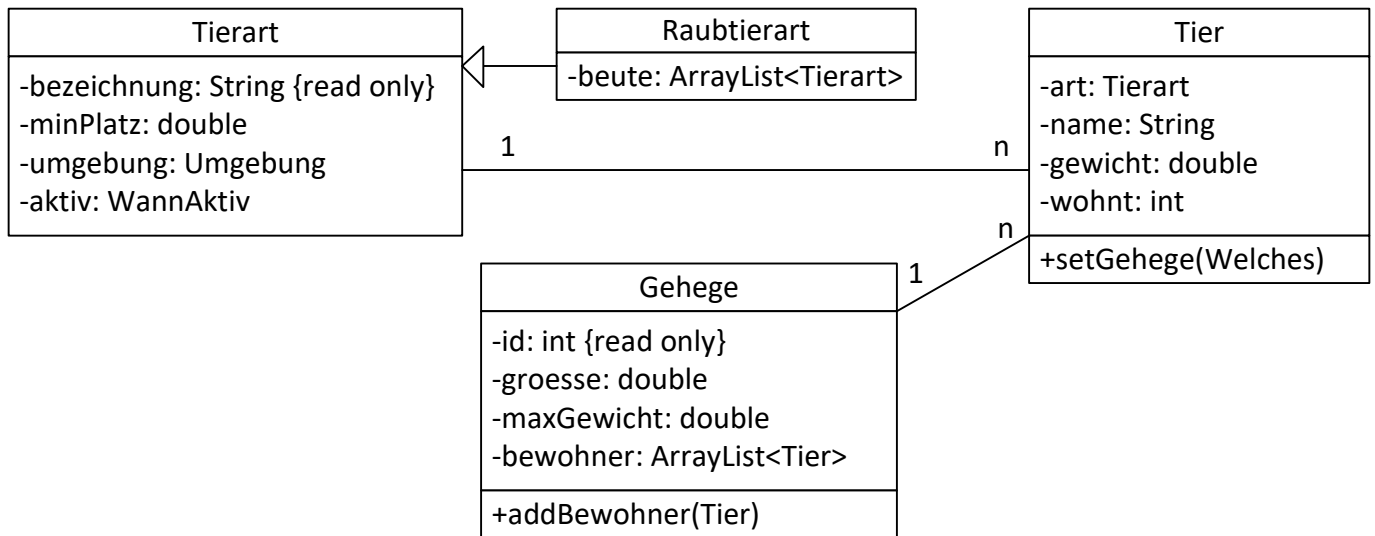 Tierart
-bezeichnung: String {read only}
-minPlatz: double
-umgebung: Umgebung
-aktiv: WannAktiv
Raubtierart
-beute: ArrayList<Tierart>
Tier
-art: Tierart
-name: String
-gewicht: double
-wohnt: int
+setGehege(Welches)
1
n
n
1
Gehege
-id: int {read only}
-groesse: double
-maxGewicht: double
-bewohner: ArrayList<Tier>
+addBewohner(Tier)